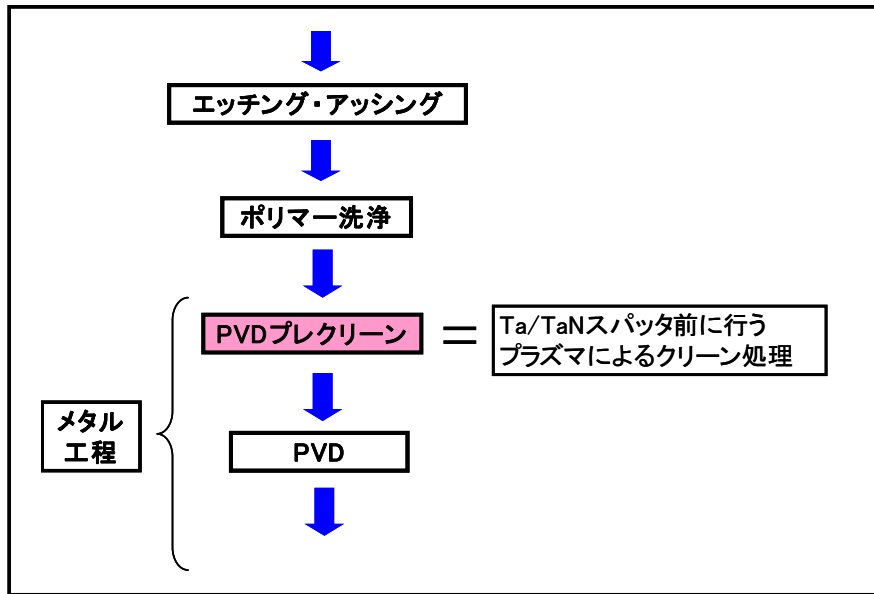 エッチング・アッシング
ポリマー洗浄
PVDプレクリーン
=
Ta/TaNスパッタ前に行う
プラズマによるクリーン処理
メタル
工程
PVD